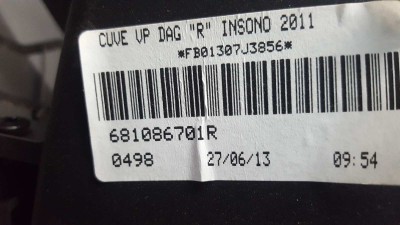 CUVE VP DAG "R" INSONO 2011
*FB01307J3856*
681086701R
0498 27/06/13 09:54